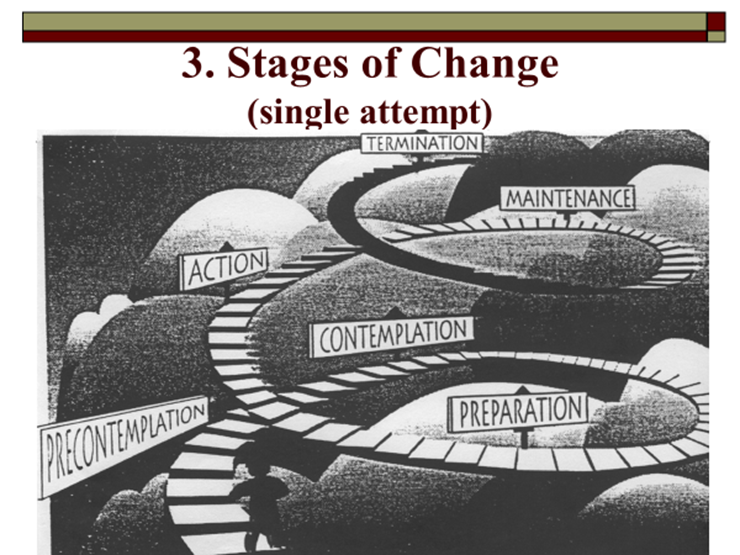 3. Stages of Change
(single attempt)
TERMINATION
MAINTENANCE
ACTION
CONTEMPLATION
PREPARATION
PRECONTEMPLATION